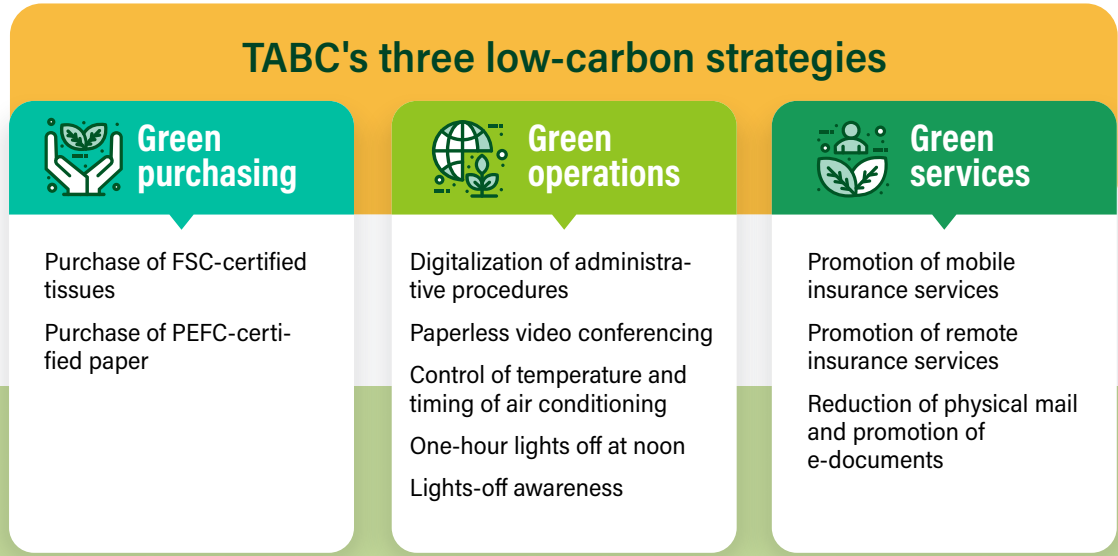 TABC's three low-carbon strategies
Green
purchasing
Purchase of FSC-certified
tissues
Purchase of PEFC-certi-
fied paper
Green
operations
Digitalization of administra-
tive procedures
Paperless video conferencing
Control of temperature and
timing of air conditioning
One-hour lights off at noon
Lights-off awareness
Green
services
Promotion of mobile
insurance services
Promotion of remote
insurance services
Reduction of physical mail
and promotion of
e-documents